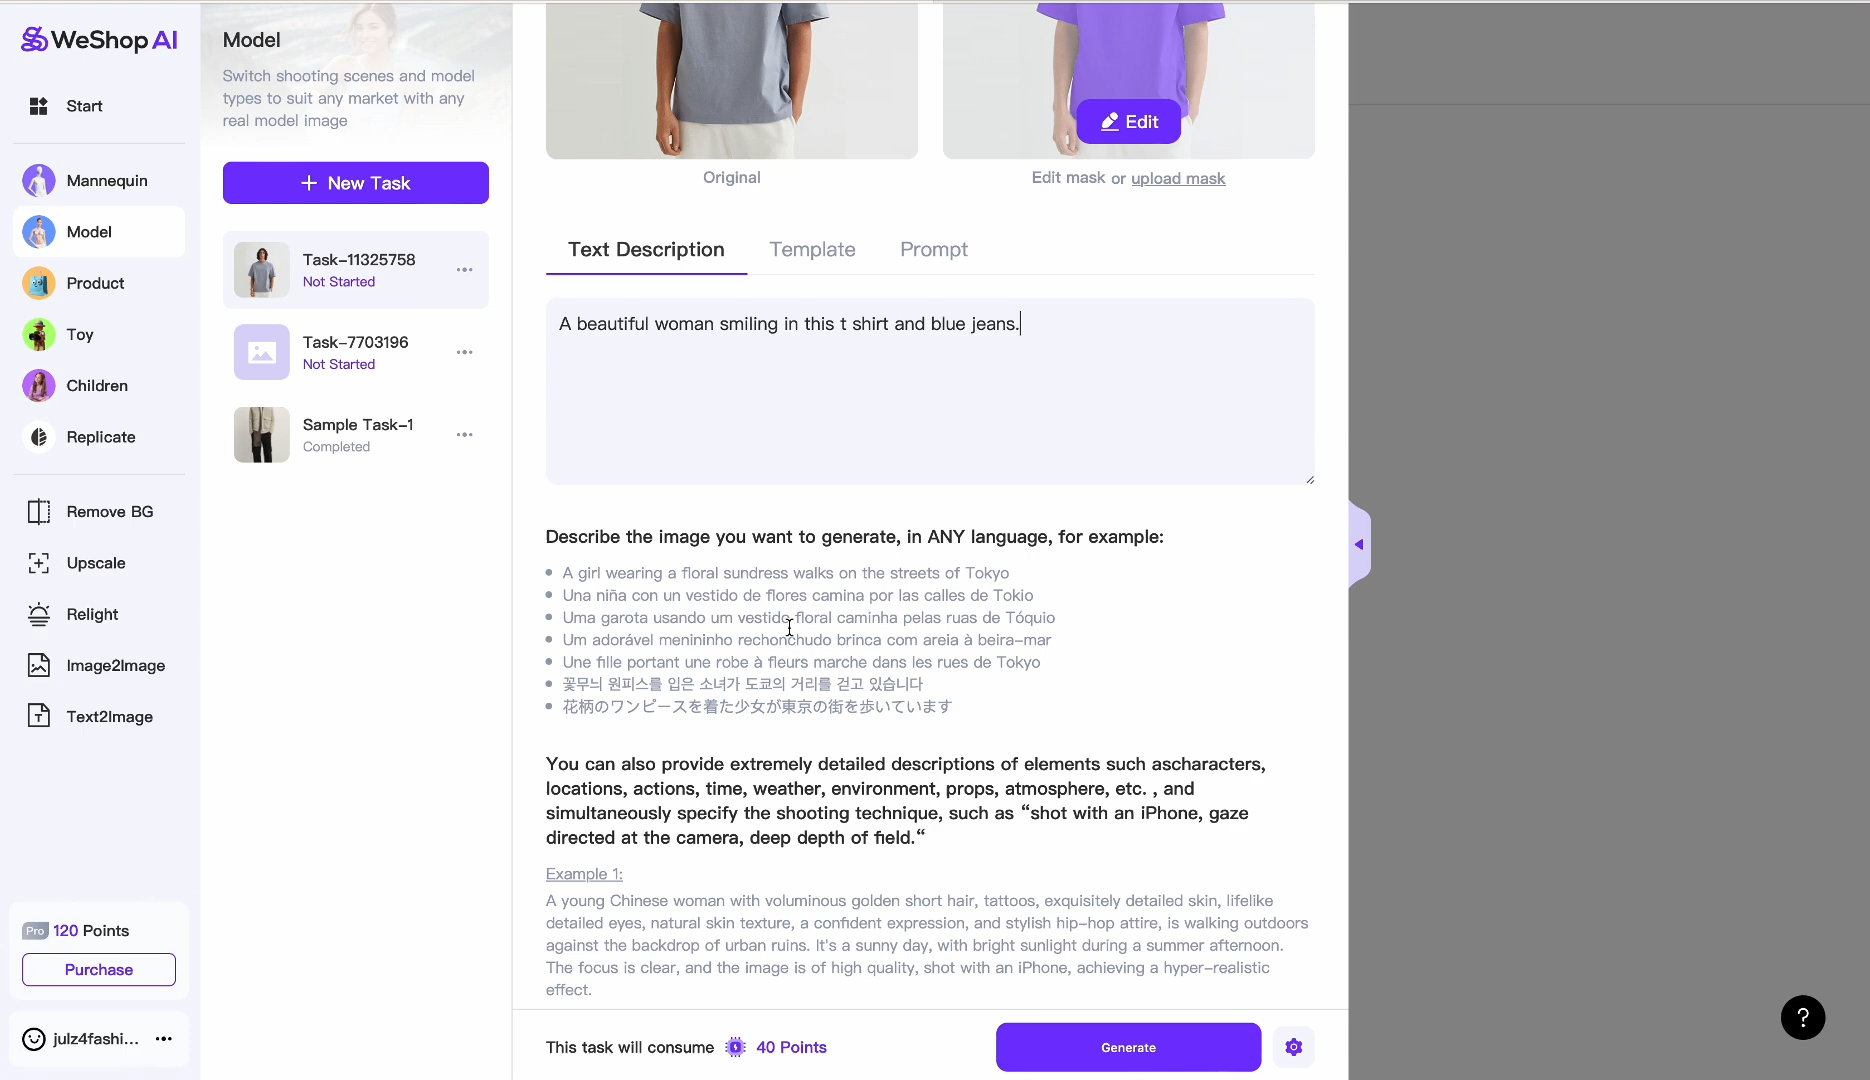 WeShop AI
Start
Mannequin
Model
Product
Toy
Children
Replicate
Remove BG
Upscale
Relight
Image2Image
Text2Image
Pro 120 Points
Purchase
julz4fashi...
Model
Switch shooting scenes and model
types to suit any market with any
real model image
+ New Task
Task-11325758
Not Started
Task-7703196
Not Started
Sample Task-1
Completed
Edit
Original
Edit mask or upload mask
Text Description Template Prompt
A beautiful woman smiling in this t shirt and blue jeans.
Describe the image you want to generate, in ANY language, for example:
• A girl wearing a floral sundress walks on the streets of Tokyo
• Una niña con un vestido de flores camina por las calles de Tokio
• Uma garota usando um vestido floral caminha pelas ruas de Tóquio
• Um adorável menininho rechonchudo brinca com areia à beira-mar
• Une fille portant une robe à fleurs marche dans les rues de Tokyo
• 꽃무늬 원피스를 입은 소녀가 도쿄의 거리를 걷고 있습니다
• 花柄のワンピースを着た少女が東京の街を歩いています
You can also provide extremely detailed descriptions of elements such ascharacters,
locations, actions, time, weather, environment, props, atmosphere, etc. , and
simultaneously specify the shooting technique, such as “shot with an iPhone, gaze
directed at the camera, deep depth of field.“
Example 1:
A young Chinese woman with voluminous golden short hair, tattoos, exquisitely detailed skin, lifelike
detailed eyes, natural skin texture, a confident expression, and stylish hip-hop attire, is walking outdoors
against the backdrop of urban ruins. It's a sunny day, with bright sunlight during a summer afternoon.
The focus is clear, and the image is of high quality, shot with an iPhone, achieving a hyper-realistic
effect.
This task will consume 40 Points
Generate
?